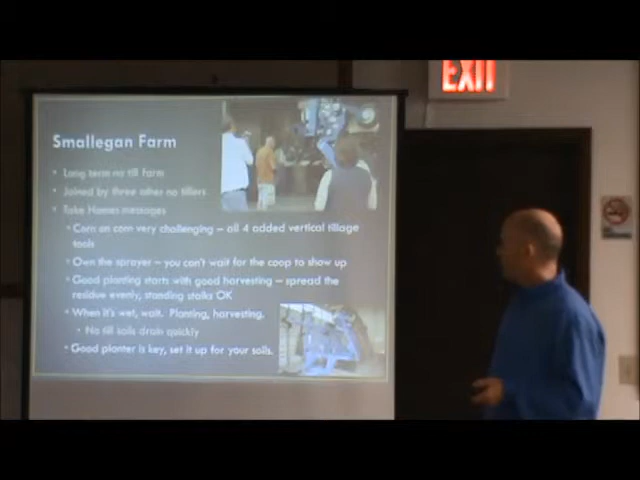 EXIT
Smallegan Farm
• Long term no till farm
• Joined by three other no tillers
• Take Homes messages
• Corn on corn very challenging – all 4 added vertical tillage
tools
• Own the sprayer – you can't wait for the coop to show up
• Good planting starts with good harvesting – spread the
residue evenly, standing stalks OK
• When it's wet, wait. Planting, harvesting.
• No till soils drain quickly
• Good planter is key, set it up for your soils.